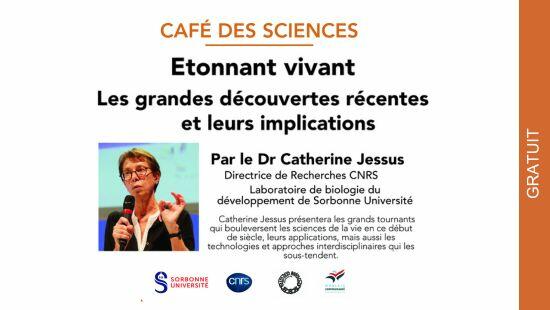 CAFÉ DES SCIENCES
Etonnant vivant
Les grandes découvertes récentes
et leurs implications
Par le Dr Catherine Jessus
Directrice de Recherches CNRS
Laboratoire de biologie du
développement de Sorbonne Université
Catherine Jessus présentera les grands tournants
qui bouleversent les sciences de la vie en ce début
de siècle, leurs applications, mais aussi les
technologies et approches interdisciplinaires qui les
sous-tendent.
SORBONNE
UNIVERSITÉ
cnrs
GRATUIT